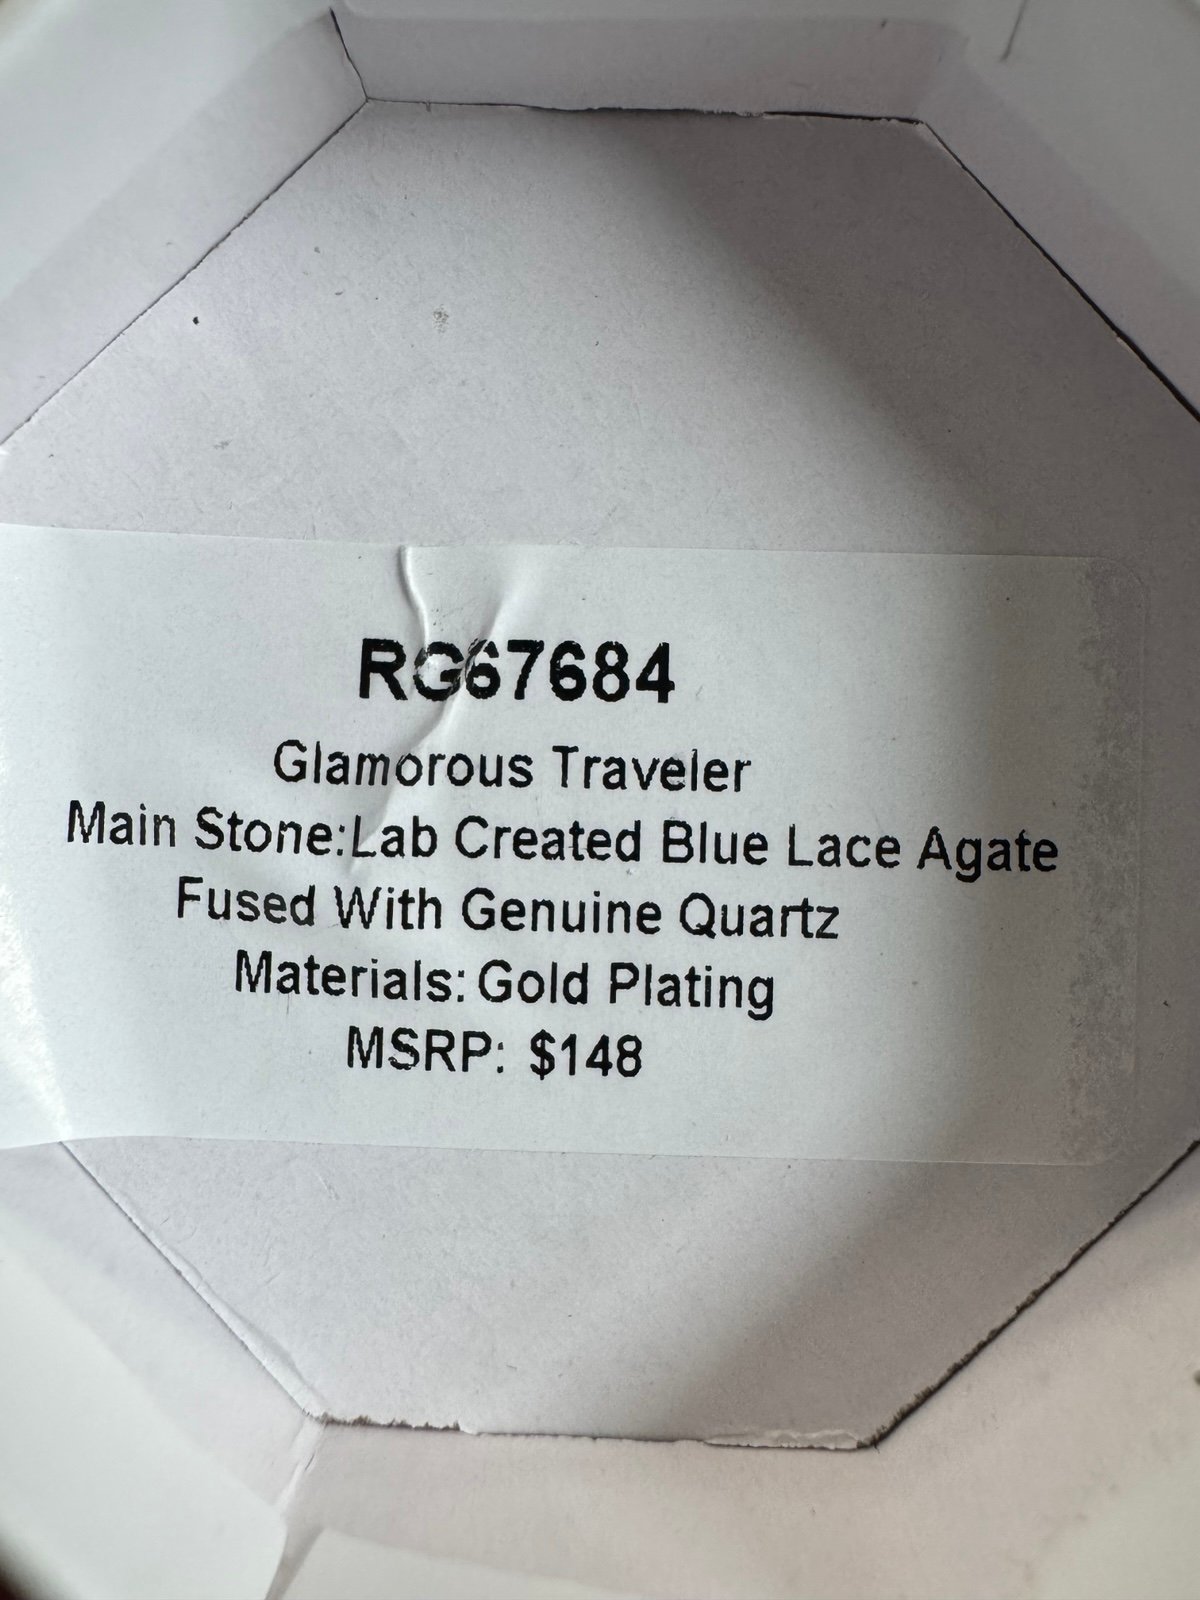 RG67684
Glamorous Traveler
Main Stone:Lab Created Blue Lace Agate
Fused With Genuine Quartz
Materials: Gold Plating
MSRP: $148